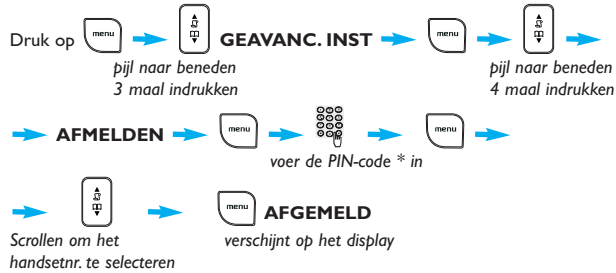 Druk op menu GEAVANC. INST menu
pijl naar beneden
3 maal indrukken
pijl naar beneden
4 maal indrukken
AFMELDEN menu menu
voer de PIN-code * in
menu AFGEMELD
Scrollen om het
handsetnr. te selecteren
verschijnt op het display